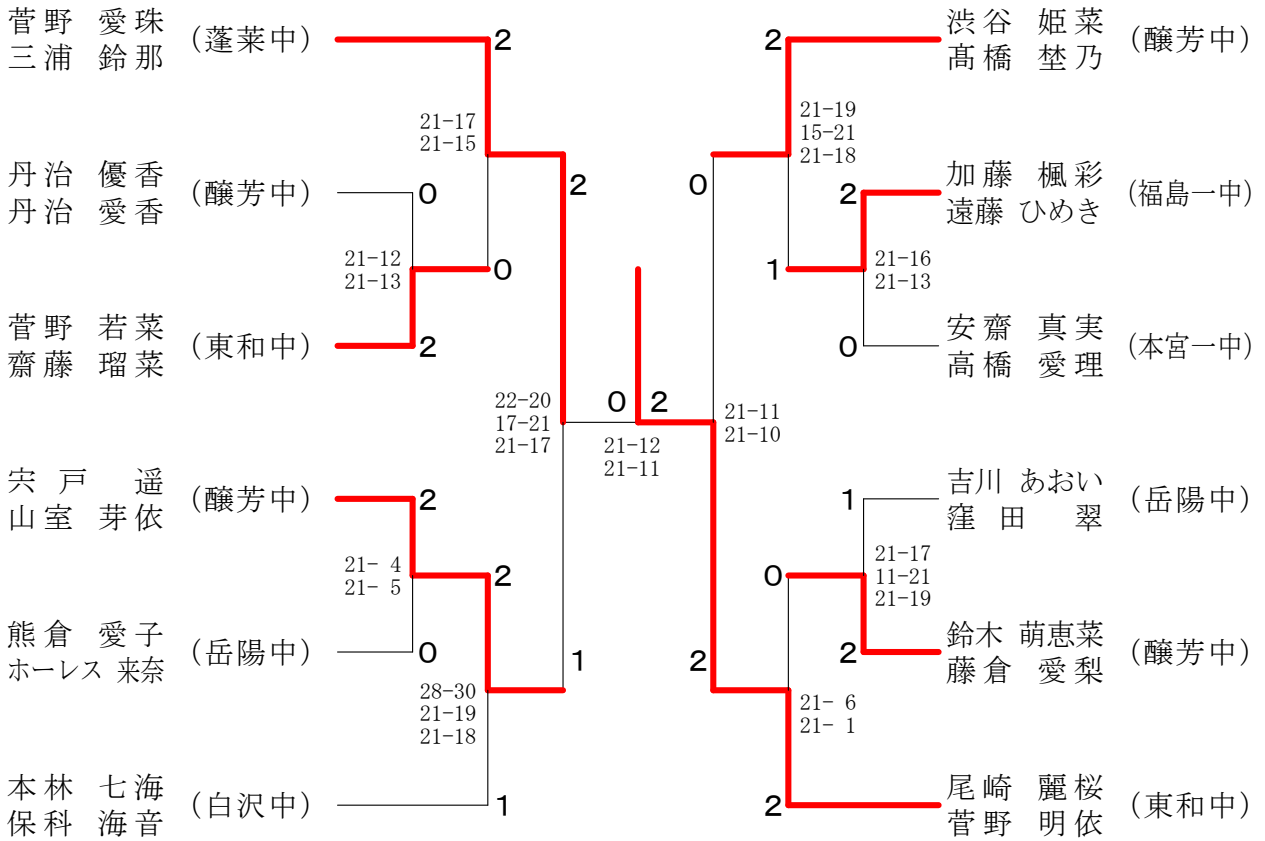 菅野 愛珠
三浦 鈴那
(蓬莱中)
2
21-17
21-15
丹治 優香
丹治 愛香
(醸芳中)
0
21-12
21-13
0
菅野 若菜
齋藤 瑠菜
(東和中)
2
2
22-20
17-21
21-17
宍戸 遥
山室 芽依
(醸芳中)
2
21- 4
21- 5
2
熊倉 愛子
ホーレス 来奈
(岳陽中)
0
1
28-30
21-19
21-18
本林 七海
保科 海音
(白沢中)
1
0 2
21-12
21-11
渋谷 姫菜
髙橋 埜乃
(醸芳中)
2
21-19
15-21
21-18
0
加藤 楓彩
遠藤 ひめき
(福島一中)
2
1
21-16
21-13
安齋 真実
高橋 愛理
(本宮一中)
0
21-11
21-10
吉川 あおい
窪田 翠
(岳陽中)
1
21-17
11-21
21-19
0
鈴木 萌恵菜
藤倉 愛梨
(醸芳中)
2
2
21- 6
21- 1
尾崎 麗桜
菅野 明依
(東和中)
2